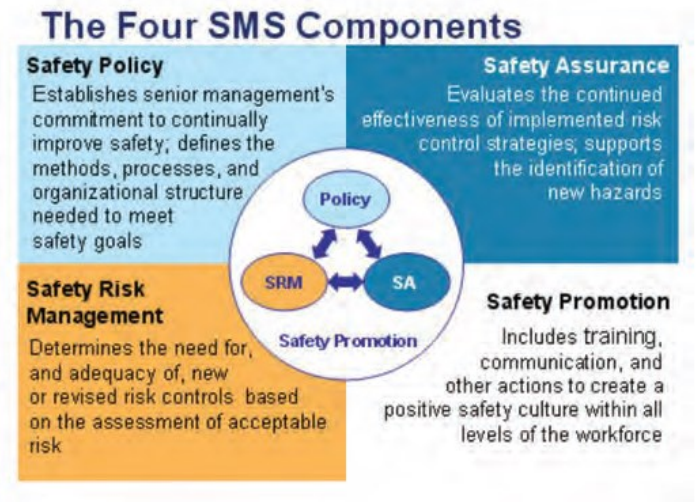 The Four SMS Components
Safety Policy
Establishes senior management's
commitment to continually
improve safety; defines the
methods, processes, and
organizational structure
needed to meet
safety goals
Safety Assurance
Evaluates the continued
effectiveness of implemented risk
control strategies; supports
the identification of
new hazards
Policy
SRM
SA
Safety Promotion
Safety Risk
Management
Determines the need for,
and adequacy of, new
or revised risk controls based
on the assessment of acceptable
risk
Safety Promotion
Includes training,
communication, and
other actions to create a
positive safety culture within all
levels of the workforce